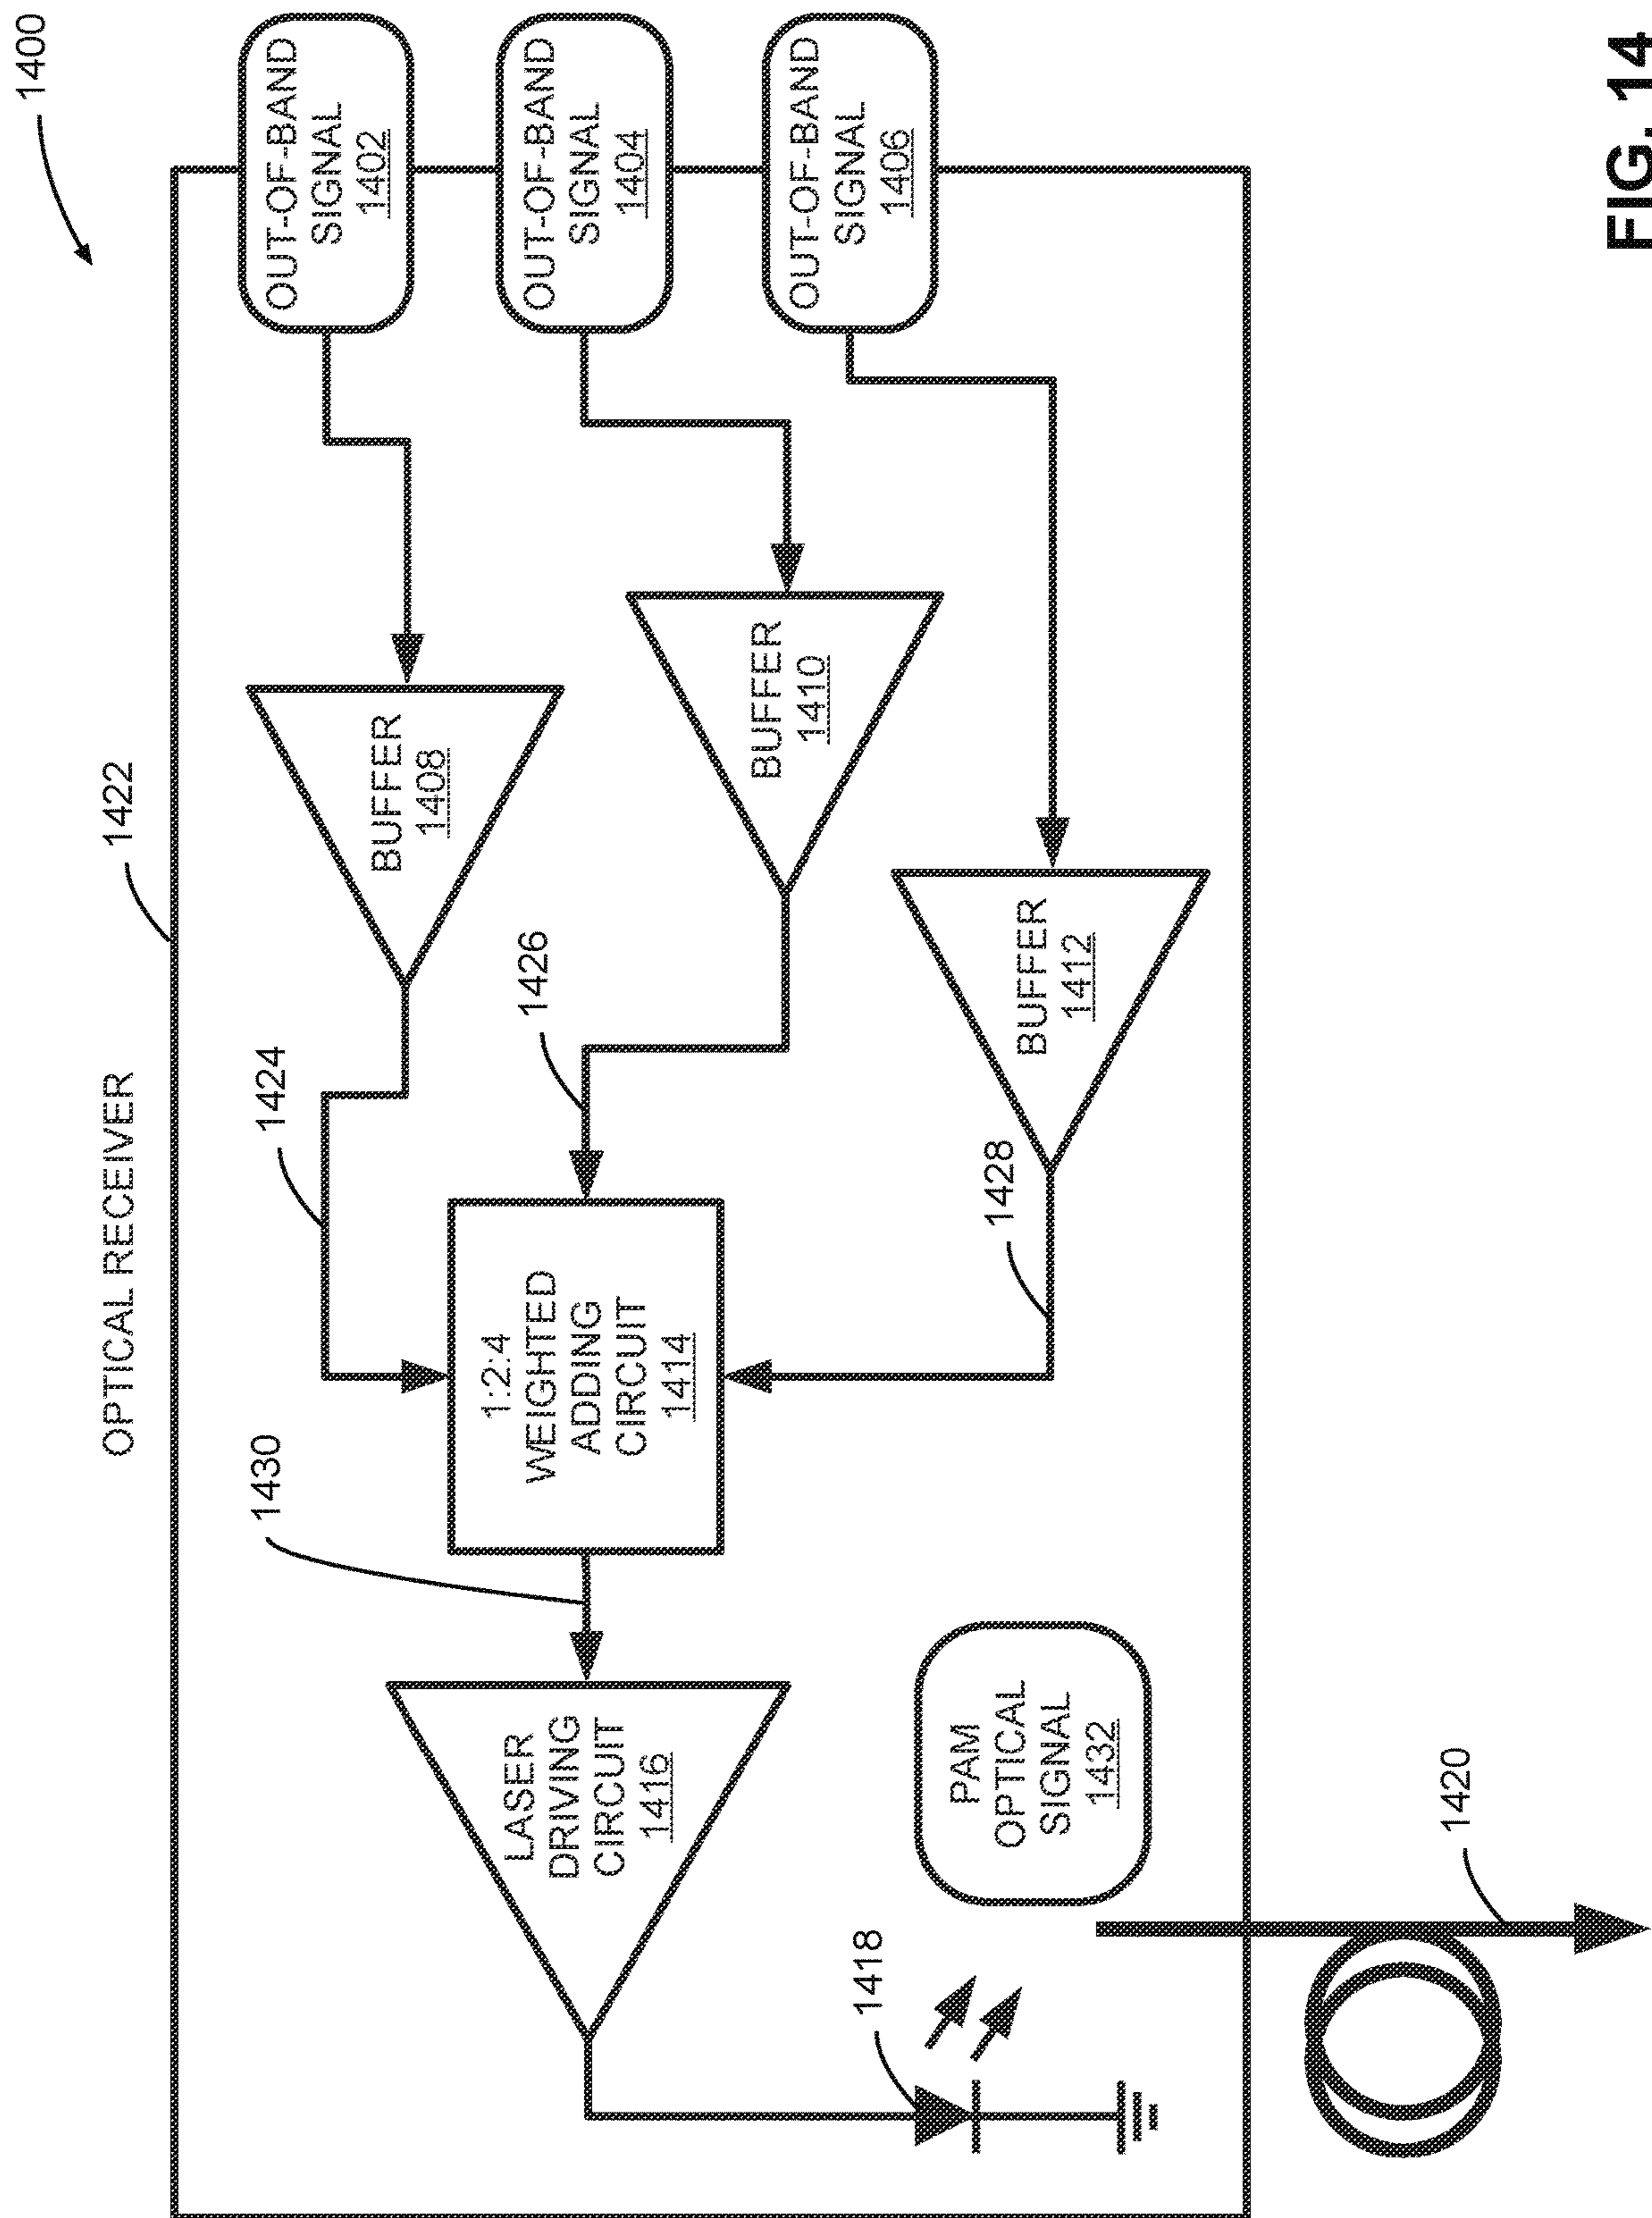 1400
OPTICAL RECEIVER
1422
OUT-OF-BAND
SIGNAL
1402
OUT-OF-BAND
SIGNAL
1404
OUT-OF-BAND
SIGNAL
1406
BUFFER
1408
BUFFER
1410
BUFFER
1412
1424
1426
1428
1:2:4
WEIGHTED
ADDING
CIRCUIT
1414
1430
LASER
DRIVING
CIRCUIT
1416
1418
PAM
OPTICAL
SIGNAL
1432
1420
FIG. 14